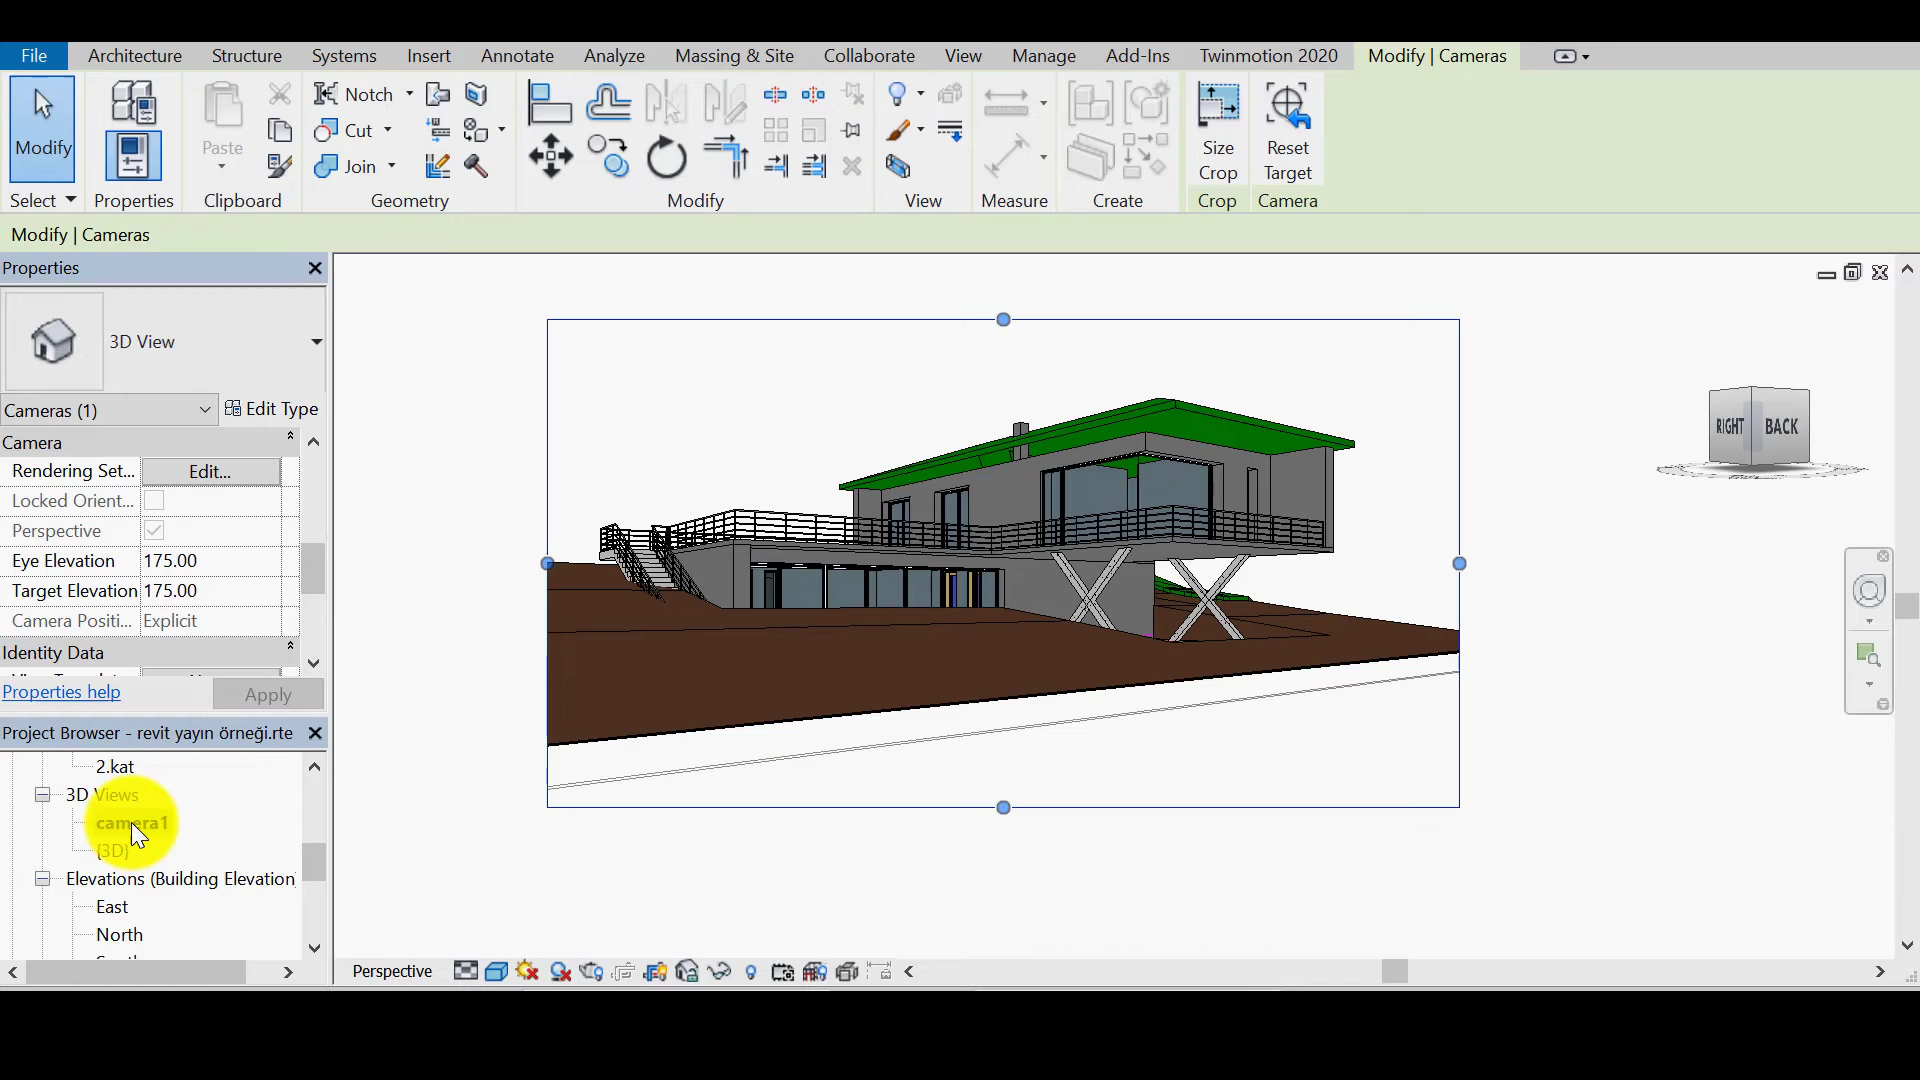 File Architecture Structure Systems Insert Annotate Analyze Massing & Site Collaborate View Manage Add-Ins Twinmotion 2020 Modify | Cameras
Modify
Paste
Notch
Cut
Join
Size Crop
Reset Target
Select Properties Clipboard Geometry Modify View Measure Create Crop Camera
Modify | Cameras
Properties
3D View
Cameras (1) Edit Type
Camera
Rendering Set... Edit...
Locked Orient...
Perspective
Eye Elevation 175.00
Target Elevation 175.00
Camera Positi... Explicit
Identity Data
Properties help Apply
Project Browser - revit yayın örneği.rte
2.kat
3D Views
camera1
{3D}
Elevations (Building Elevation)
East
North
RIGHT BACK
Perspective